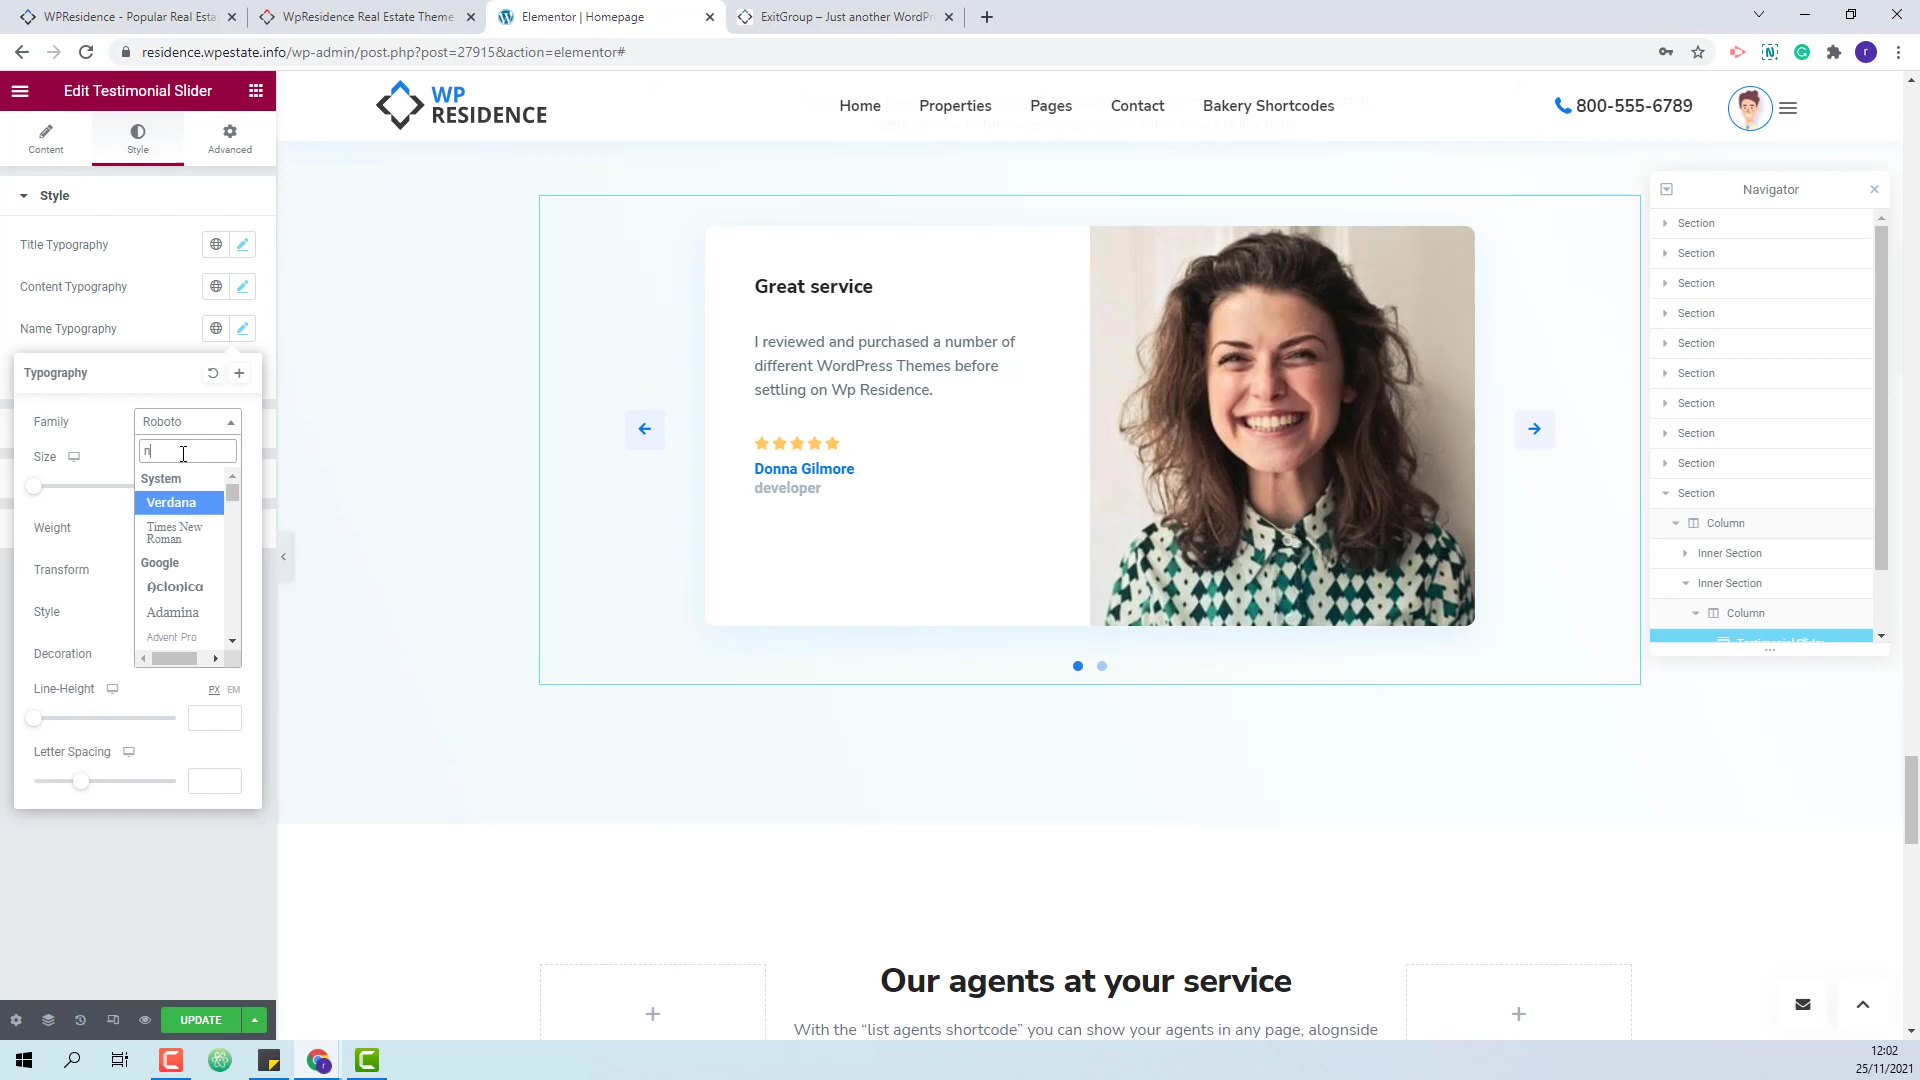 WPResidence - Popular Real Esta
WpResidence Real Estate Theme
Elementor | Homepage
ExitGroup – Just another WordPr
residence.wpestate.info/wp-admin/post.php?post=27915&action=elementor#
r
Edit Testimonial Slider
Content
Style
Advanced
Style
Title Typography
Content Typography
Name Typography
Typography
Family
Roboto
n
Size
System
Verdana
Times New
Roman
Google
Aclonica
Adamina
Advent Pro
Weight
Transform
Style
Decoration
Line-Height
PX EM
Letter Spacing
UPDATE
WP
RESIDENCE
Home
Properties
Pages
Contact
Bakery Shortcodes
800-555-6789
Great service
I reviewed and purchased a number of
different WordPress Themes before
settling on Wp Residence.
Donna Gilmore
developer
Our agents at your service
With the “list agents shortcode” you can show your agents in any page, alognside
Navigator
Section
Section
Section
Section
Section
Section
Section
Section
Section
Section
Column
Inner Section
Inner Section
Column
Testimonial Slider
12:02
25/11/2021